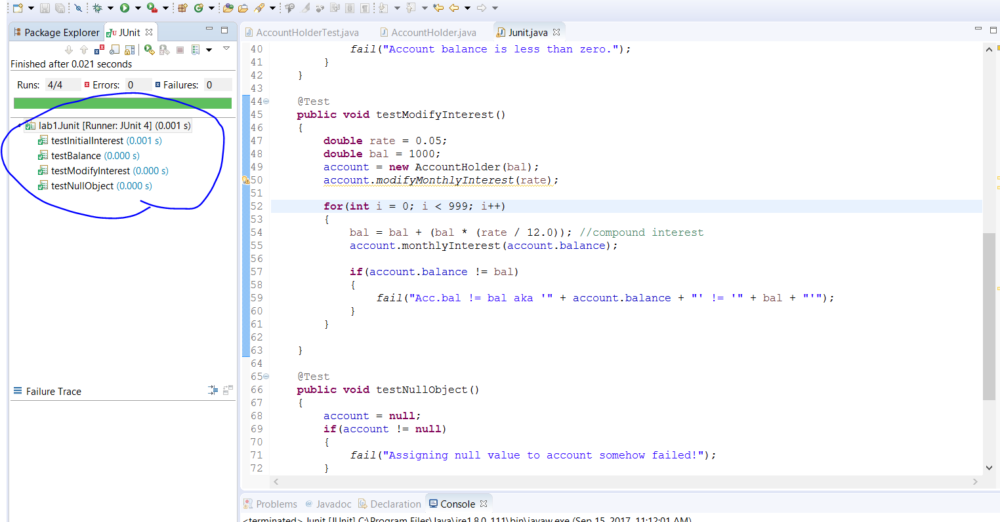 Package Explorer JUnit
Finished after 0.021 seconds
Runs: 4/4 Errors: 0 Failures: 0
lab1.Junit [Runner: JUnit 4] (0.001 s)
testInitialInterest (0.001 s)
testBalance (0.000 s)
testModifyInterest (0.000 s)
testNullObject (0.000 s)
Failure Trace
AccountHolderTest.java AccountHolder.java Junit.java
40 fail("Account balance is less than zero.");
41 }
42 }
43
44 @Test
45 public void testModifyInterest()
46 {
47 double rate = 0.05;
48 double bal = 1000;
49 account = new AccountHolder(bal);
50 account.modifyMonthlyInterest(rate);
51
52 for(int i = 0; i < 999; i++)
53 {
54 bal = bal + (bal * (rate / 12.0)); //compound interest
55 account.monthlyInterest(account.balance);
56
57 if(account.balance != bal)
58 {
59 fail("Acc.bal != bal aka '" + account.balance + "' != '" + bal + "'");
60 }
61 }
62
63 }
64
65 @Test
66 public void testNullObject()
67 {
68 account = null;
69 if(account != null)
70 {
71 fail("Assigning null value to account somehow failed!");
72 }
Problems @ Javadoc Declaration Console
<terminated> Junit [JUnit] C:\Program Files\Java\jre1.8.0_111\bin\javaw.exe (Sep 15, 2017, 11:12:01 AM)